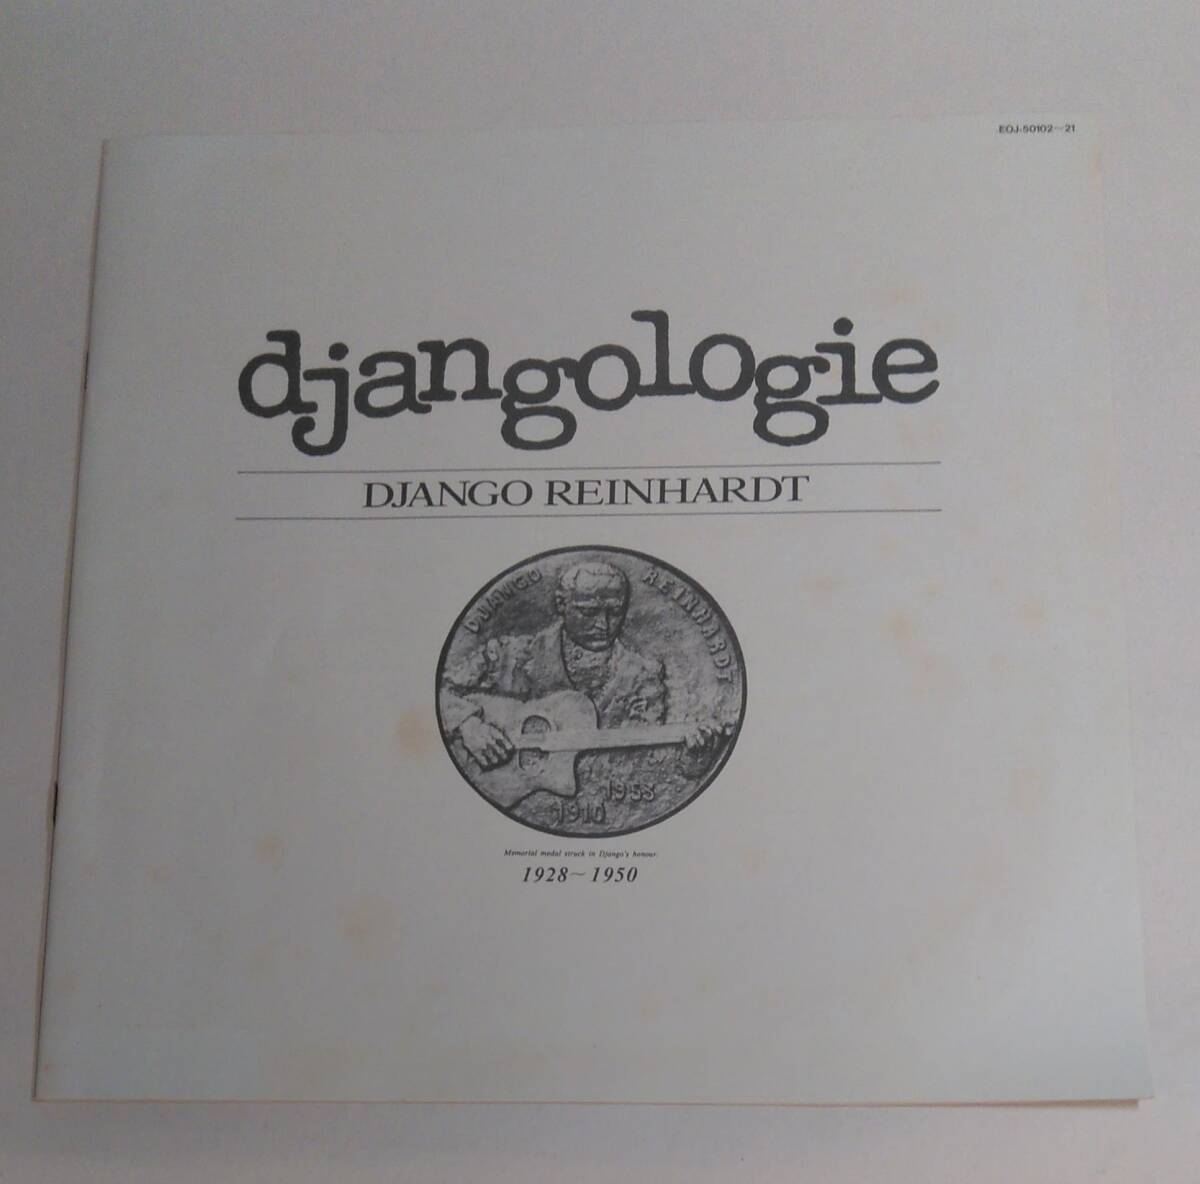 EOJ-50102~21
djangologie
DJANGO REINHARDT
DJANGO REINHARDT
1910 1953
Memorial medal struck in Django's honour.
1928~1950